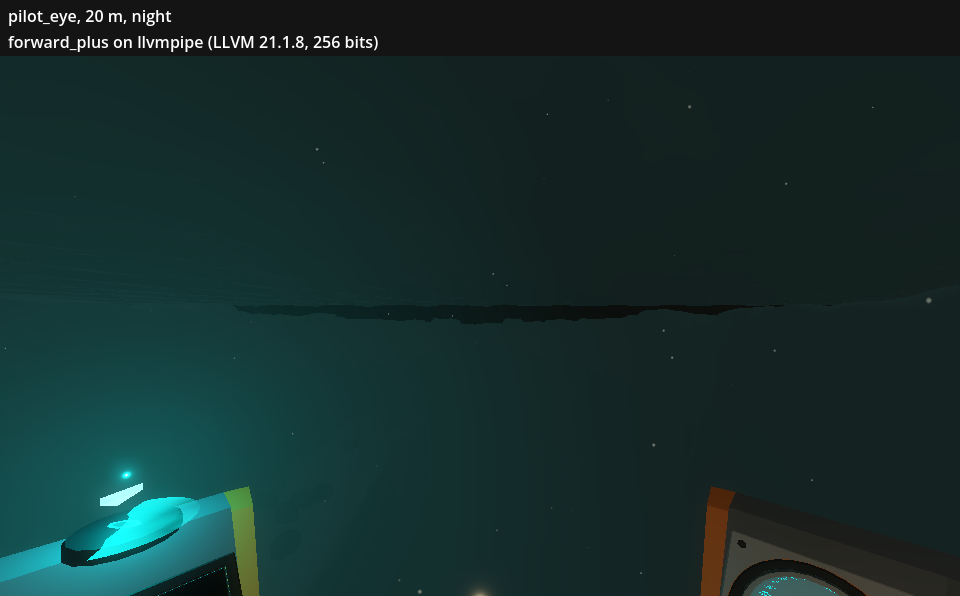 pilot_eye, 20 m, night
forward_plus on llvmpipe (LLVM 21.1.8, 256 bits)